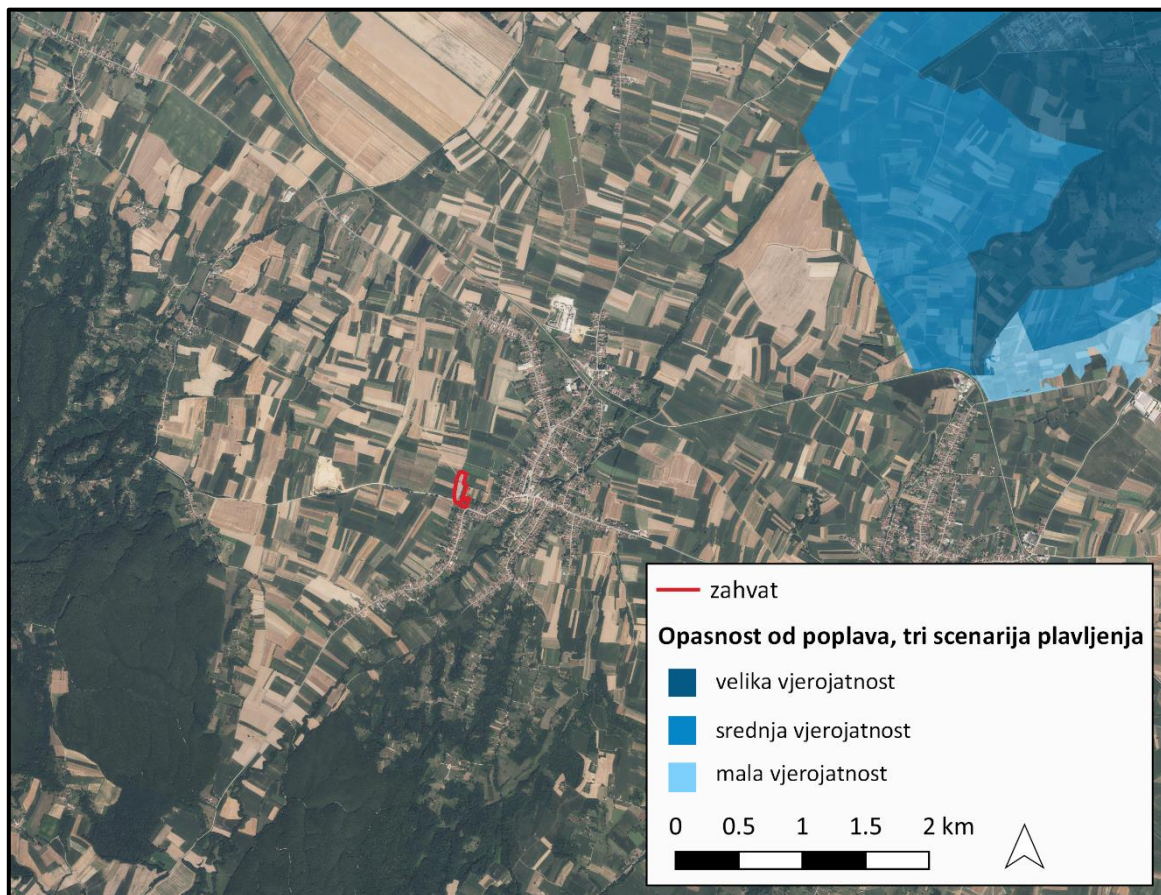 zahvat
Opasnost od poplava, tri scenarija plavljenja
velika vjerojatnost
srednja vjerojatnost
mala vjerojatnost
0 0.5 1 1.5 2 km